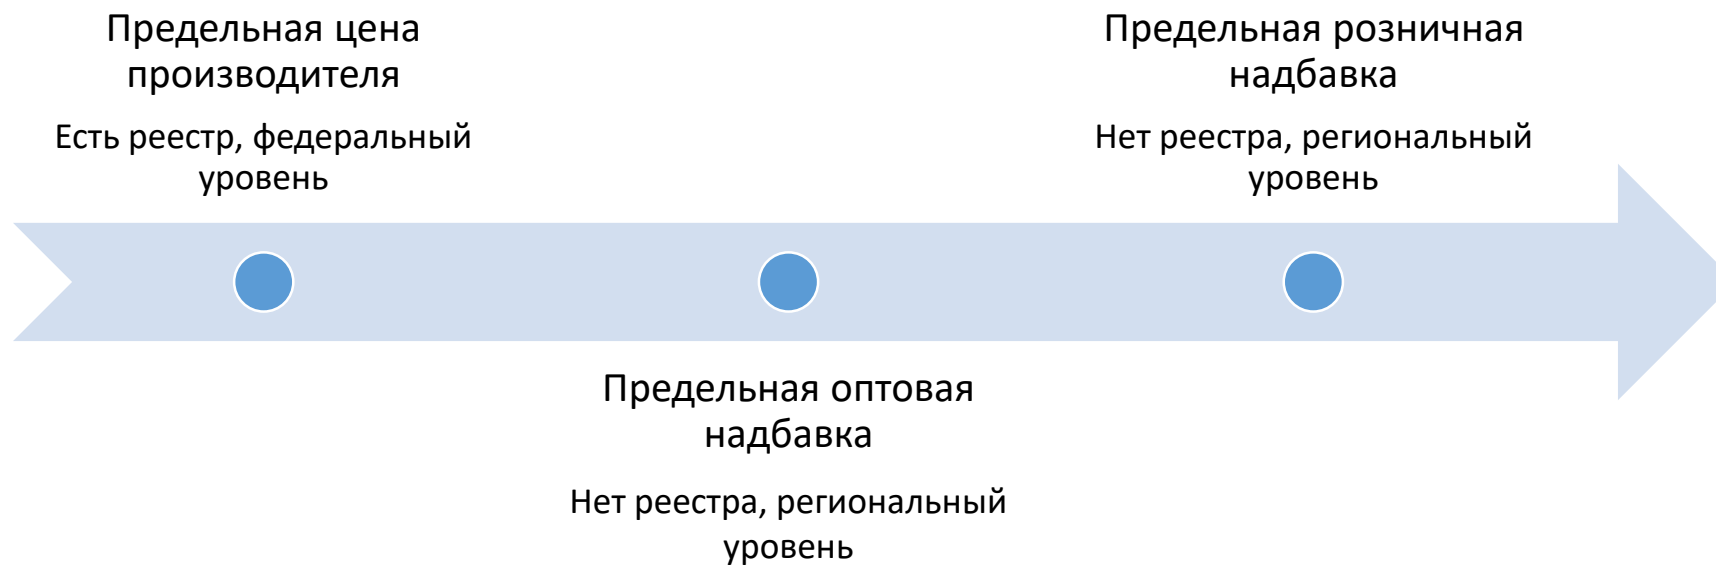 Предельная цена
производителя
Есть реестр, федеральный
уровень
Предельная оптовая
надбавка
Нет реестра, региональный
уровень
Предельная розничная
надбавка
Нет реестра, региональный
уровень